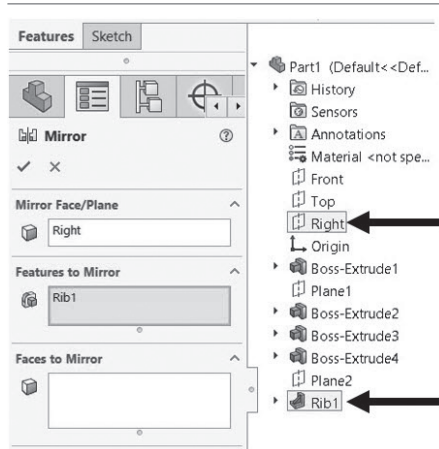 Features Sketch
Mirror
Mirror Face/Plane
Right
Features to Mirror
Rib1
Faces to Mirror
Part1 (Default<<Def...
History
Sensors
Annotations
Material <not spe...
Front
Top
Right
Origin
Boss-Extrude1
Plane1
Boss-Extrude2
Boss-Extrude3
Boss-Extrude4
Plane2
Rib1